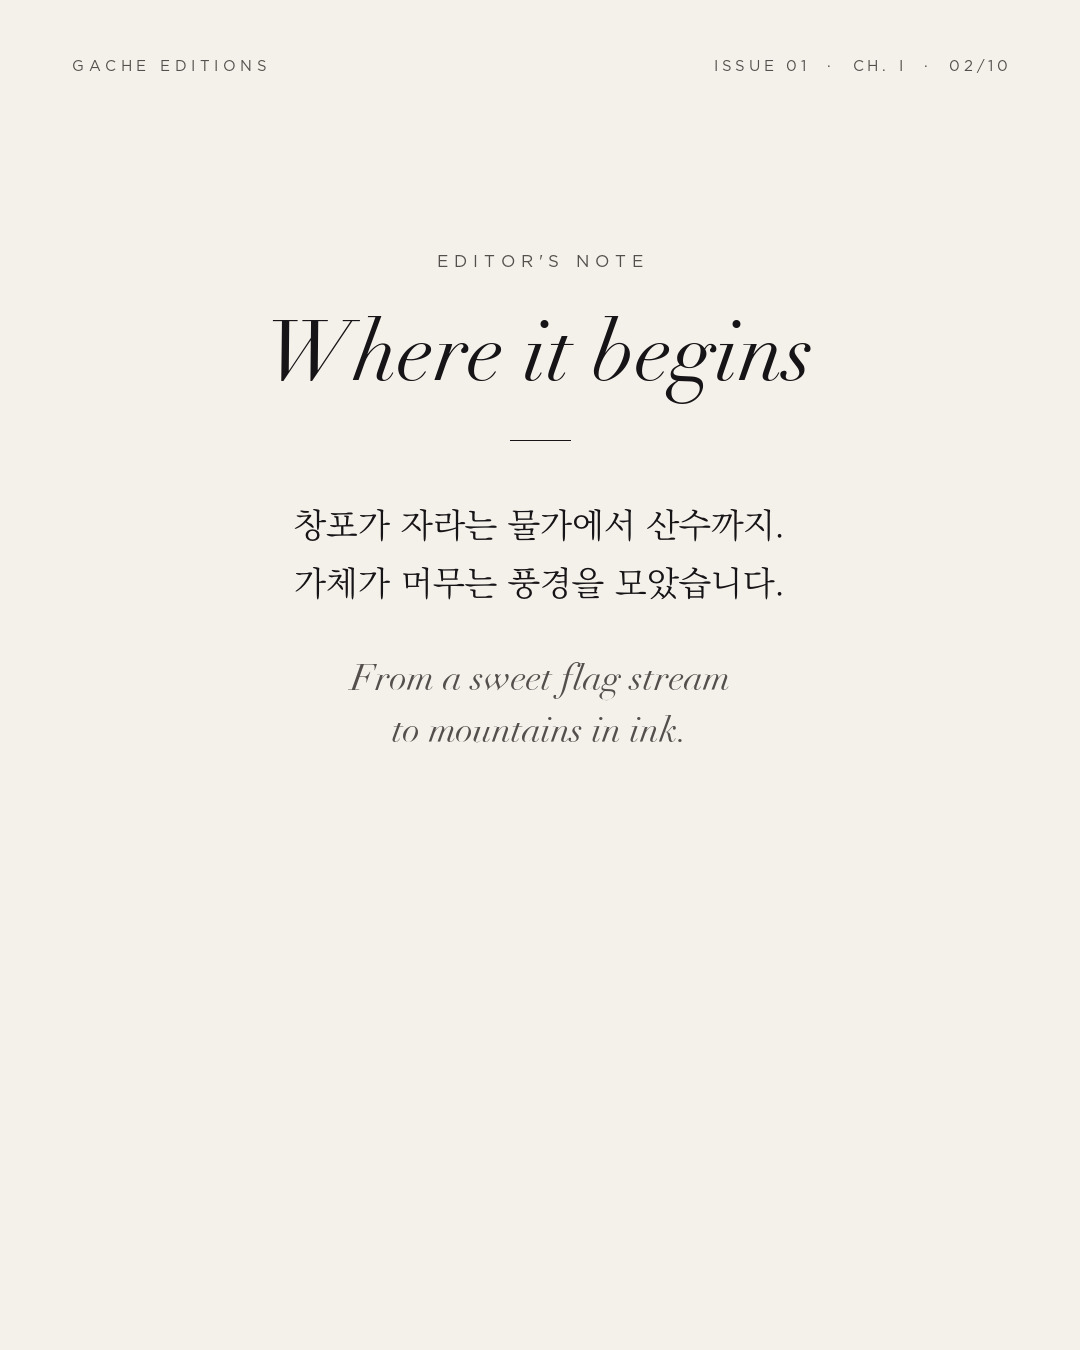 GACHE EDITIONS
ISSUE 01 · CH. I · 02/10
EDITOR'S NOTE
Where it begins
창포가 자라는 물가에서 산수까지.
가체가 머무는 풍경을 모았습니다.
From a sweet flag stream
to mountains in ink.